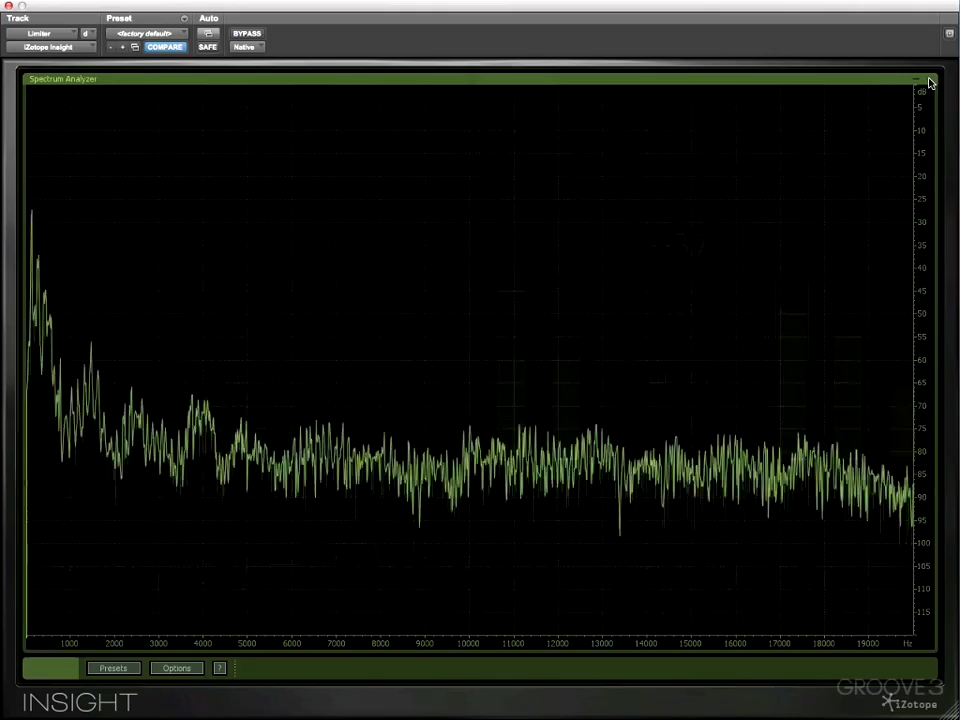 Track Preset Auto
Limiter d <factory default> BYPASS
iZotope Insight - + COMPARE SAFE Native
Spectrum Analyzer
dB
5
10
15
20
25
30
35
40
45
50
55
60
65
70
75
80
85
90
95
100
105
110
115
1000 2000 3000 4000 5000 6000 7000 8000 9000 10000 11000 12000 13000 14000 15000 16000 17000 18000 19000 Hz
Presets Options ?
INSIGHT
GROOVE3
iZotope